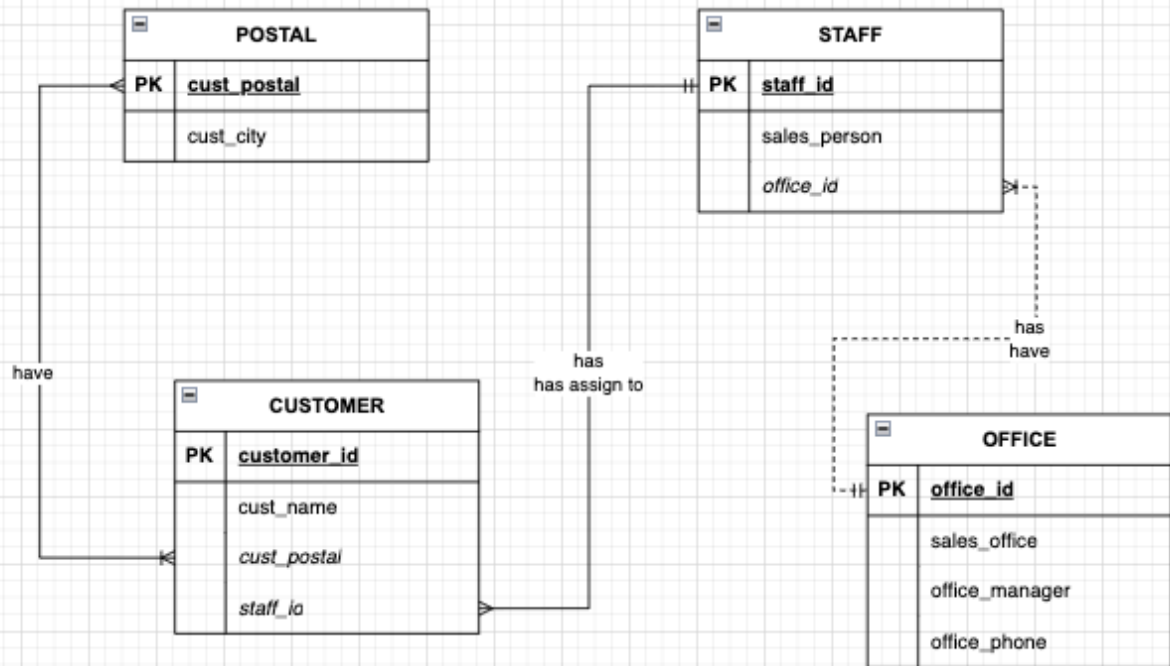 POSTAL
PK cust_postal
cust_city
STAFF
PK staff_id
sales_person
office_id
have
has
has assign to
has
have
CUSTOMER
PK customer_id
cust_name
cust_postal
staff_id
OFFICE
PK office_id
sales_office
office_manager
office_phone